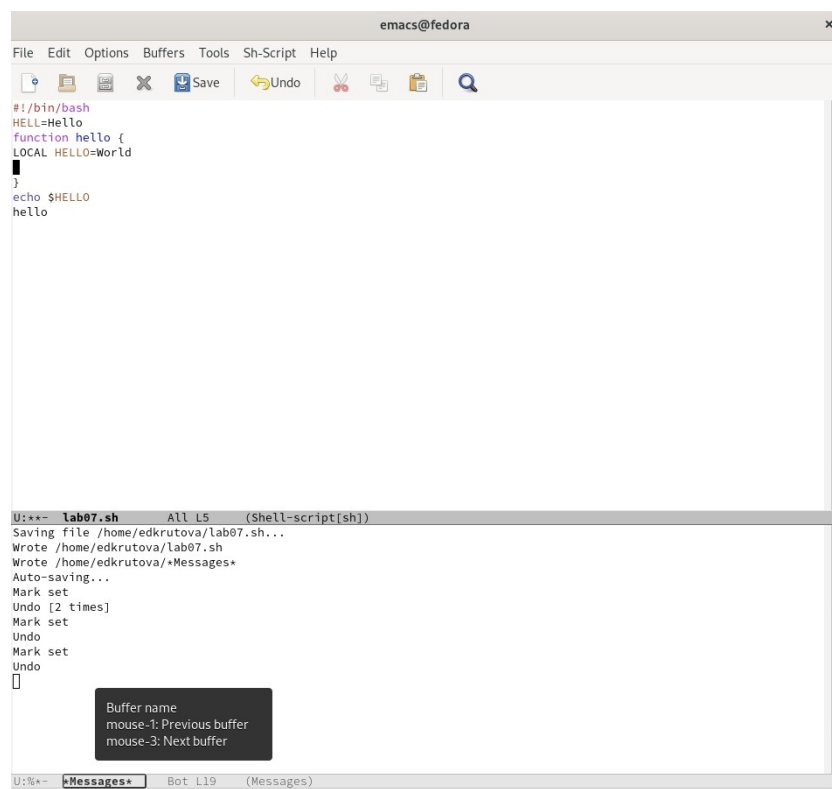 emacs@fedora ×
File Edit Options Buffers Tools Sh-Script Help
Save Undo
#!/bin/bash
HELL=Hello
function hello {
LOCAL HELLO=World
}
echo $HELLO
hello
U:**- lab07.sh All L5 (Shell-script[sh])
Saving file /home/edkrutova/lab07.sh...
Wrote /home/edkrutova/lab07.sh
Wrote /home/edkrutova/*Messages*
Auto-saving...
Mark set
Undo [2 times]
Mark set
Undo
Mark set
Undo
Buffer name
mouse-1: Previous buffer
mouse-3: Next buffer
U:%*- *Messages* Bot L19 (Messages)